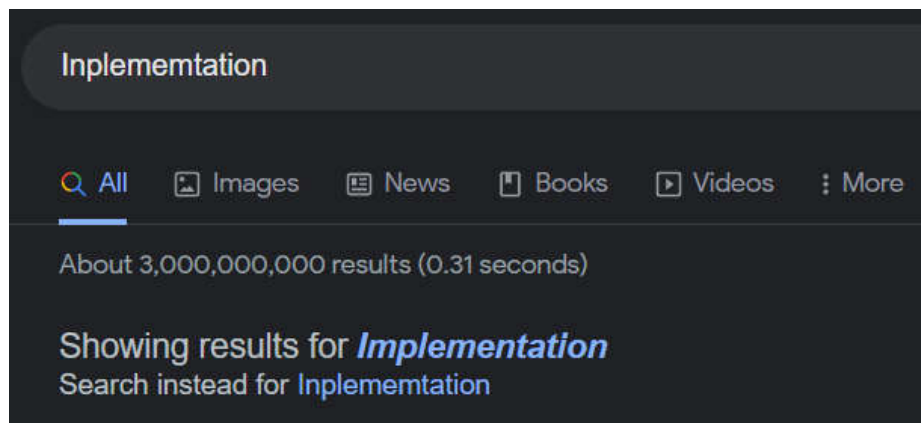 Inplememtation
All Images News Books Videos More
About 3,000,000,000 results (0.31 seconds)
Showing results for Implementation
Search instead for Inplememtation